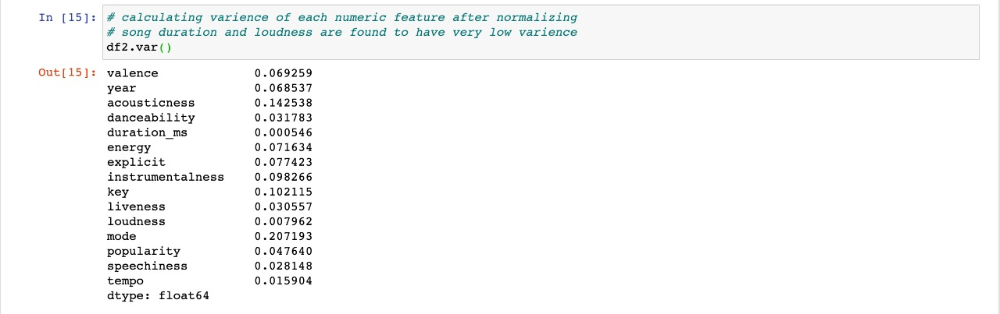 In [15]: # calculating varience of each numeric feature after normalizing
# song duration and loudness are found to have very low varience
df2.var()
Out[15]: valence 0.069259
year 0.068537
acousticness 0.142538
danceability 0.031783
duration_ms 0.000546
energy 0.071634
explicit 0.077423
instrumentalness 0.098266
key 0.102115
liveness 0.030557
loudness 0.007962
mode 0.207193
popularity 0.047640
speechiness 0.028148
tempo 0.015904
dtype: float64